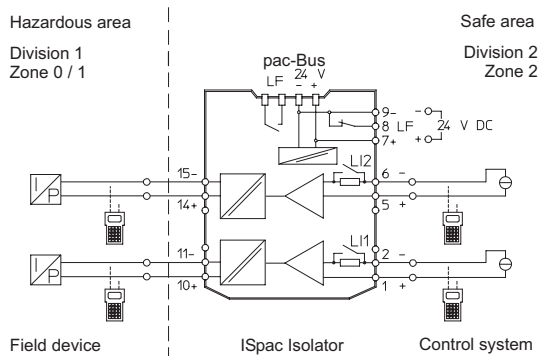 Hazardous area
Safe area
Division 1
Zone 0 / 1
Division 2
Zone 2
pac-Bus
LF 24 V
- +
9- -
8 LF 24 V DC
7+ +
LI2
15- 6 -
I
P
14+ 5 +
LI1
11- 2 -
I
P
10+ 1 +
Field device
ISpac Isolator
Control system